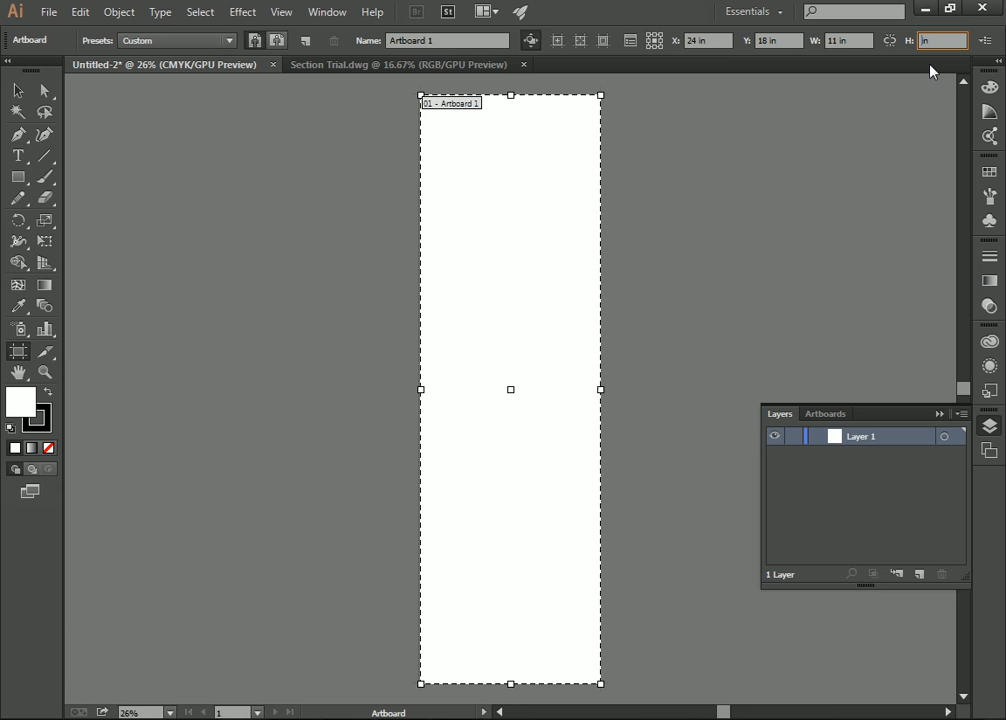 Ai File Edit Object Type Select Effect View Window Help Br St Essentials
Artboard Presets: Custom Name: Artboard 1 X: 24 in Y: 18 in W: 11 in H: in
Untitled-2* @ 26% (CMYK/GPU Preview) × Section Trial.dwg @ 16.67% (RGB/GPU Preview) ×
01 - Artboard 1
Layers Artboards
Layer 1
1 Layer
26% 1 Artboard